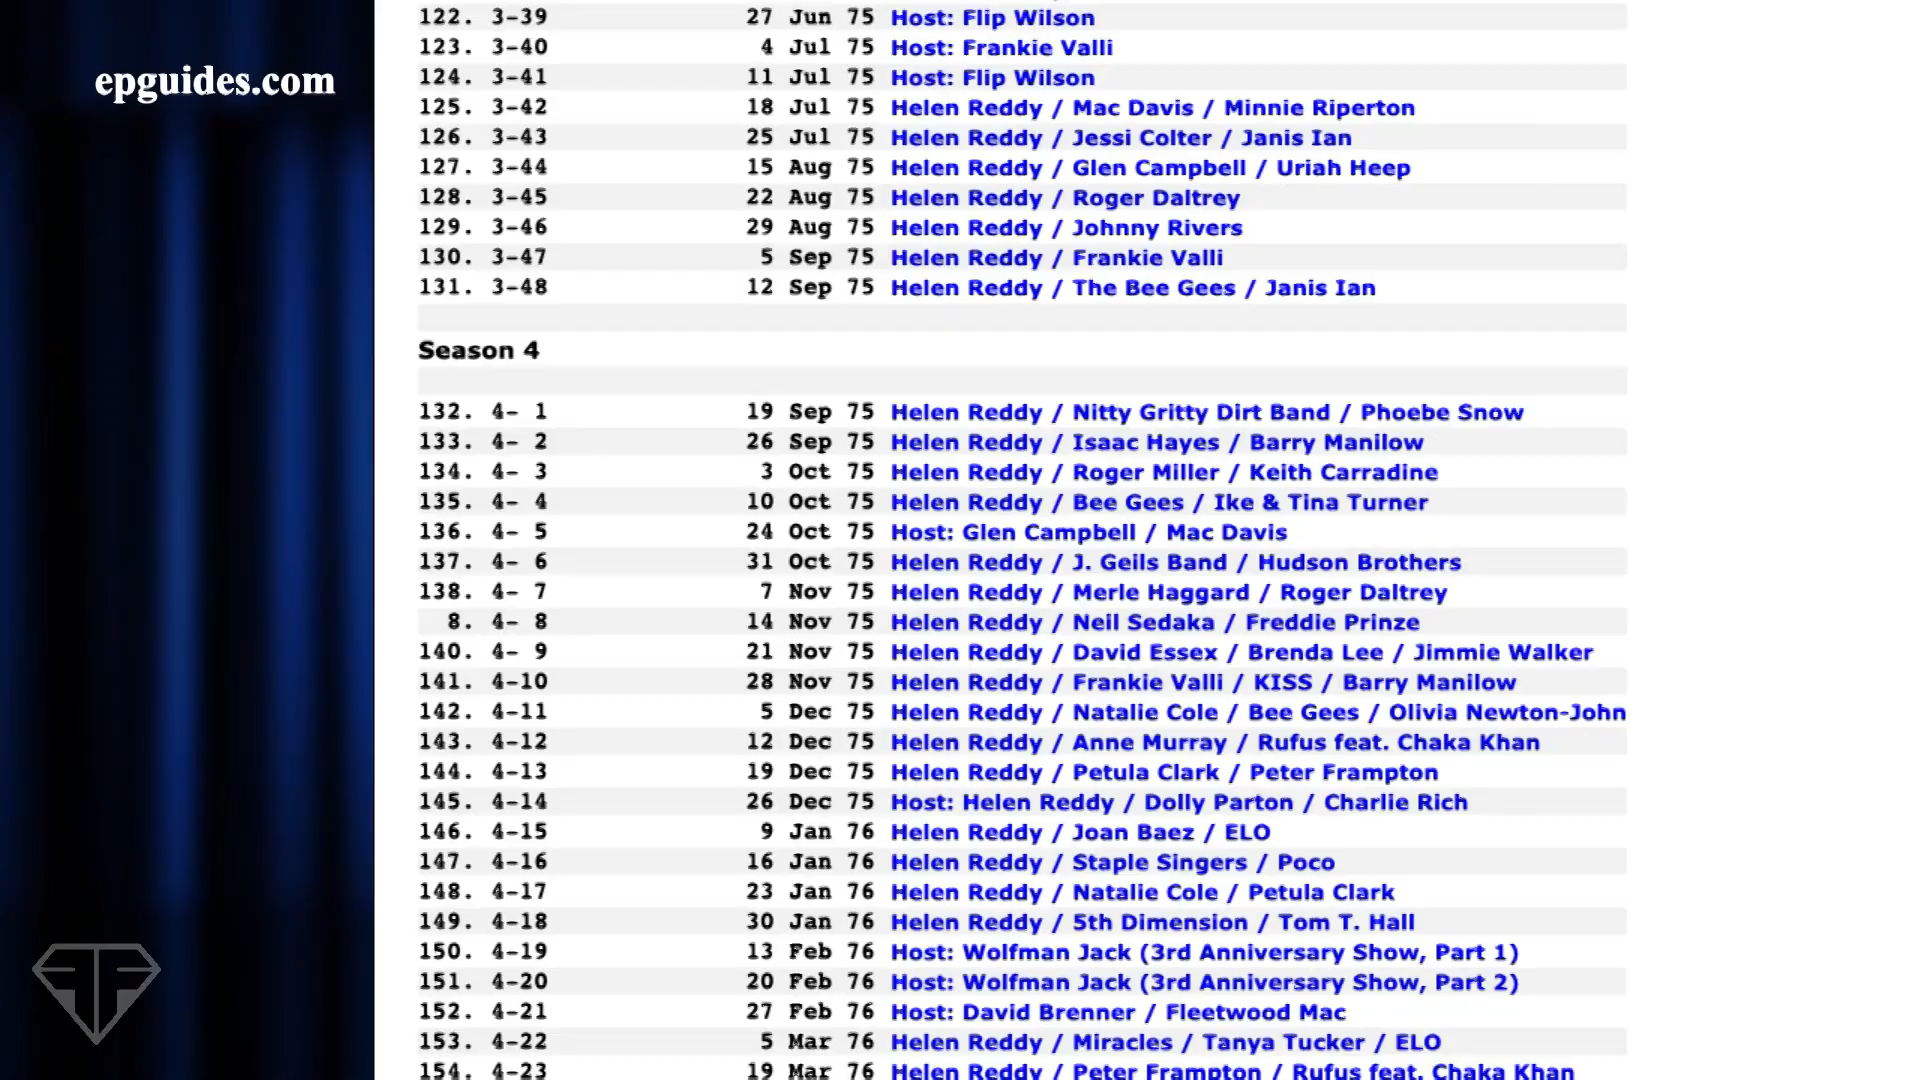 epguides.com
122. 3-39 27 Jun 75 Host: Flip Wilson
123. 3-40 4 Jul 75 Host: Frankie Valli
124. 3-41 11 Jul 75 Host: Flip Wilson
125. 3-42 18 Jul 75 Helen Reddy / Mac Davis / Minnie Riperton
126. 3-43 25 Jul 75 Helen Reddy / Jessi Colter / Janis Ian
127. 3-44 15 Aug 75 Helen Reddy / Glen Campbell / Uriah Heep
128. 3-45 22 Aug 75 Helen Reddy / Roger Daltrey
129. 3-46 29 Aug 75 Helen Reddy / Johnny Rivers
130. 3-47 5 Sep 75 Helen Reddy / Frankie Valli
131. 3-48 12 Sep 75 Helen Reddy / The Bee Gees / Janis Ian
Season 4
132. 4- 1 19 Sep 75 Helen Reddy / Nitty Gritty Dirt Band / Phoebe Snow
133. 4- 2 26 Sep 75 Helen Reddy / Isaac Hayes / Barry Manilow
134. 4- 3 3 Oct 75 Helen Reddy / Roger Miller / Keith Carradine
135. 4- 4 10 Oct 75 Helen Reddy / Bee Gees / Ike & Tina Turner
136. 4- 5 24 Oct 75 Host: Glen Campbell / Mac Davis
137. 4- 6 31 Oct 75 Helen Reddy / J. Geils Band / Hudson Brothers
138. 4- 7 7 Nov 75 Helen Reddy / Merle Haggard / Roger Daltrey
8. 4- 8 14 Nov 75 Helen Reddy / Neil Sedaka / Freddie Prinze
140. 4- 9 21 Nov 75 Helen Reddy / David Essex / Brenda Lee / Jimmie Walker
141. 4-10 28 Nov 75 Helen Reddy / Frankie Valli / KISS / Barry Manilow
142. 4-11 5 Dec 75 Helen Reddy / Natalie Cole / Bee Gees / Olivia Newton-John
143. 4-12 12 Dec 75 Helen Reddy / Anne Murray / Rufus feat. Chaka Khan
144. 4-13 19 Dec 75 Helen Reddy / Petula Clark / Peter Frampton
145. 4-14 26 Dec 75 Host: Helen Reddy / Dolly Parton / Charlie Rich
146. 4-15 9 Jan 76 Helen Reddy / Joan Baez / ELO
147. 4-16 16 Jan 76 Helen Reddy / Staple Singers / Poco
148. 4-17 23 Jan 76 Helen Reddy / Natalie Cole / Petula Clark
149. 4-18 30 Jan 76 Helen Reddy / 5th Dimension / Tom T. Hall
150. 4-19 13 Feb 76 Host: Wolfman Jack (3rd Anniversary Show, Part 1)
151. 4-20 20 Feb 76 Host: Wolfman Jack (3rd Anniversary Show, Part 2)
152. 4-21 27 Feb 76 Host: David Brenner / Fleetwood Mac
153. 4-22 5 Mar 76 Helen Reddy / Miracles / Tanya Tucker / ELO
154. 4-23 19 Mar 76 Helen Reddy / Peter Frampton / Rufus feat. Chaka Khan